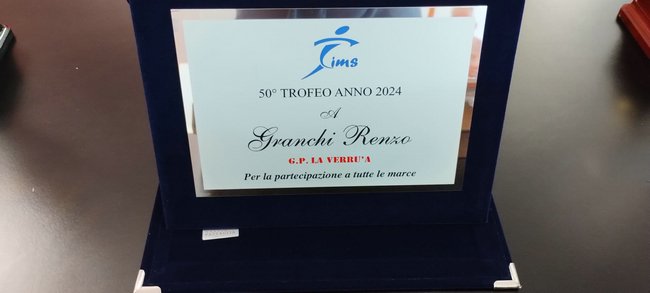 ims
50° TROFEO ANNO 2024
A
Granchi Renzo
G.P. LA VERRU'A
Per la partecipazione a tutte le marce